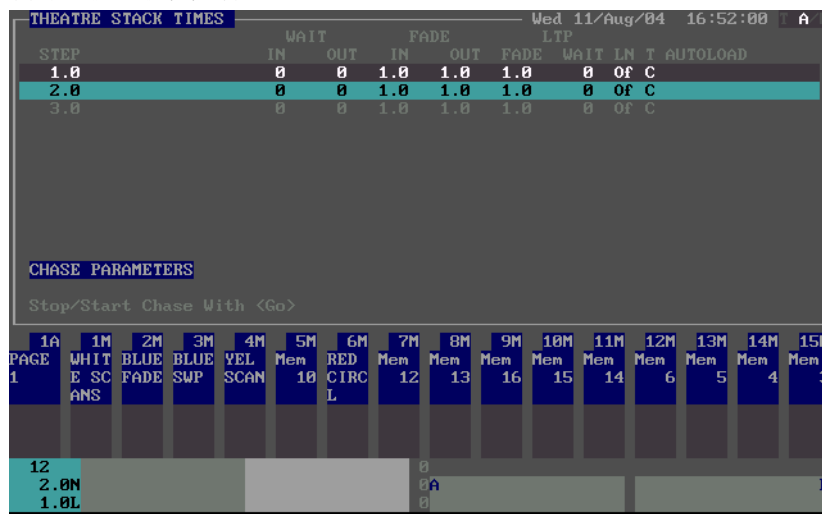 THEATRE STACK TIMES Wed 11/Aug/04 16:52:00 T A
WAIT FADE LTP
STEP IN OUT IN OUT FADE WAIT LN T AUTOLOAD
1.0 0 0 1.0 1.0 1.0 0 Of C
2.0 0 0 1.0 1.0 1.0 0 Of C
3.0 0 0 1.0 1.0 1.0 0 Of C
CHASE PARAMETERS
Stop/Start Chase With <Go>
1A 1M 2M 3M 4M 5M 6M 7M 8M 9M 10M 11M 12M 13M 14M
PAGE WHIT BLUE BLUE YEL Mem RED Mem Mem Mem Mem Mem Mem Mem Mem Mem
1 E SC FADE SWP SCAN 10 CIRC 12 13 16 15 14 6 5 4
ANS L
12 0
2.0N 0A
1.0L 0